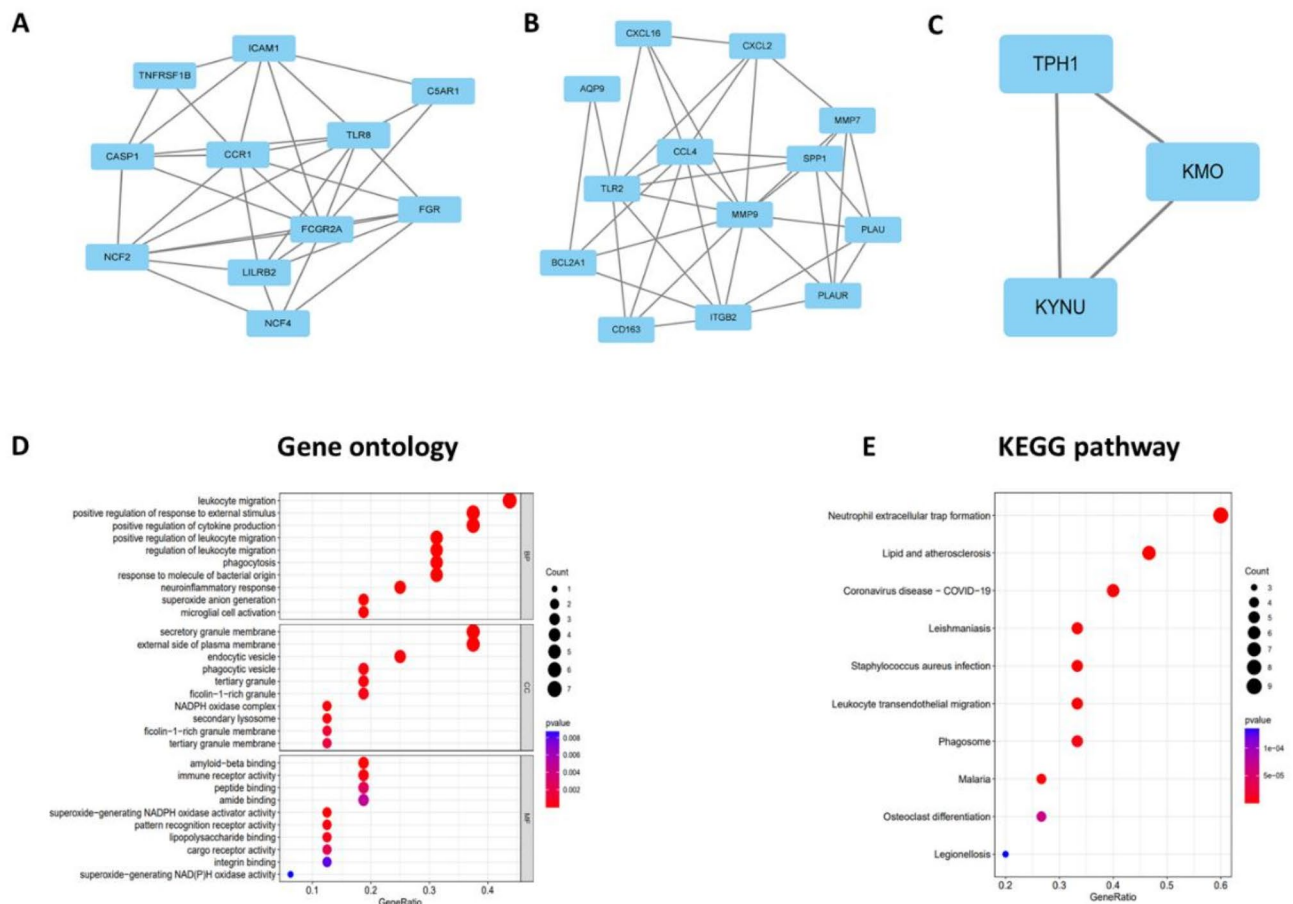 A
ICAM1
TNFRSF1B
C5AR1
TLR8
CASP1
CCR1
FGR
FCGR2A
NCF2
LILRB2
NCF4
B
CXCL16
CXCL2
AQP9
MMP7
CCL4
SPP1
TLR2
MMP9
PLAU
BCL2A1
PLAUR
ITGB2
CD163
C
TPH1
KMO
KYNU
D
Gene ontology
leukocyte migration
positive regulation of response to external stimulus
positive regulation of cytokine production
positive regulation of leukocyte migration
regulation of leukocyte migration
phagocytosis
response to molecule of bacterial origin
neuroinflammatory response
superoxide anion generation
microglial cell activation
BP
secretory granule membrane
external side of plasma membrane
endocytic vesicle
phagocytic vesicle
tertiary granule
ficolin-1-rich granule
NADPH oxidase complex
secondary lysosome
ficolin-1-rich granule membrane
tertiary granule membrane
CC
amyloid-beta binding
immune receptor activity
peptide binding
amide binding
superoxide-generating NADPH oxidase activator activity
pattern recognition receptor activity
lipopolysaccharide binding
cargo receptor activity
integrin binding
superoxide-generating NAD(P)H oxidase activity
MF
0.1 0.2 0.3 0.4
GeneRatio
Count
1
2
3
4
5
6
7
pvalue
0.008
0.006
0.004
0.002
E
KEGG pathway
Neutrophil extracellular trap formation
Lipid and atherosclerosis
Coronavirus disease - COVID-19
Leishmaniasis
Staphylococcus aureus infection
Leukocyte transendothelial migration
Phagosome
Malaria
Osteoclast differentiation
Legionellosis
0.2 0.3 0.4 0.5 0.6
GeneRatio
Count
3
4
5
6
7
8
9
pvalue
1e-04
5e-05